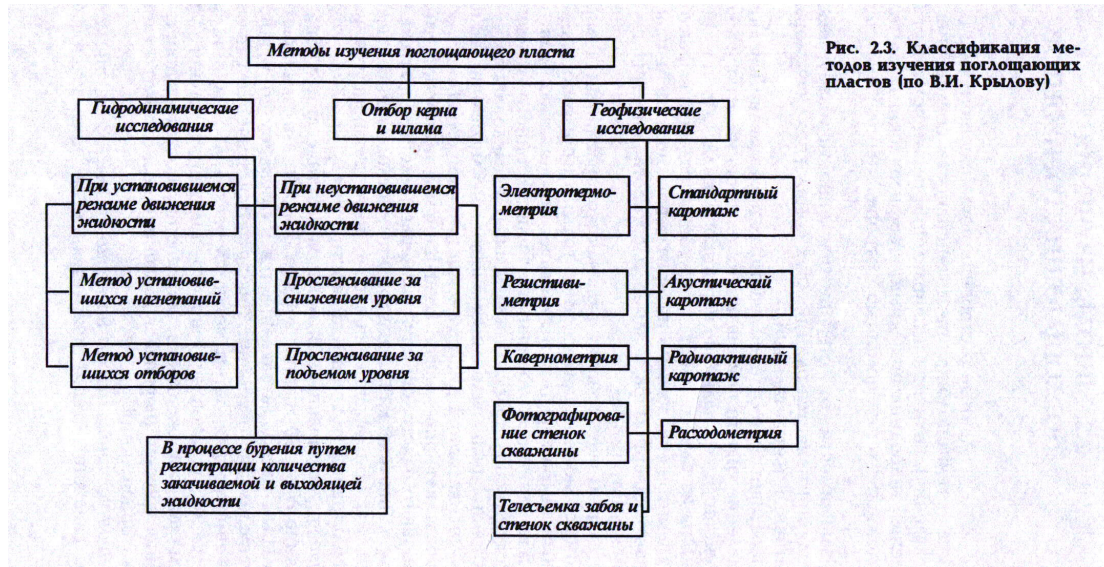 Методы изучения поглощающего пласта
Рис. 2.3. Классификация ме-
тодов изучения поглощающих
пластов (по В.И. Крылову)
Гидродинамические
исследования
Отбор керна
и шлама
Геофизические
исследования
При установившемся
режиме движения
жидкости
При неустановившемся
режиме движения
жидкости
Электротермо-
метрия
Стандартный
каротаж
Метод установив-
шихся нагнетаний
Прослеживание за
снижением уровня
Резистиви-
метрия
Акустический
каротаж
Метод установив-
шихся отборов
Прослеживание за
подъемом уровня
Кавернометрия
Радиоактивный
каротаж
Фотографирова-
ние стенок
скважины
Расходометрия
В процессе бурения путем
регистрации количества
закачиваемой и выходящей
жидкости
Телесъемка забоя и
стенок скважины